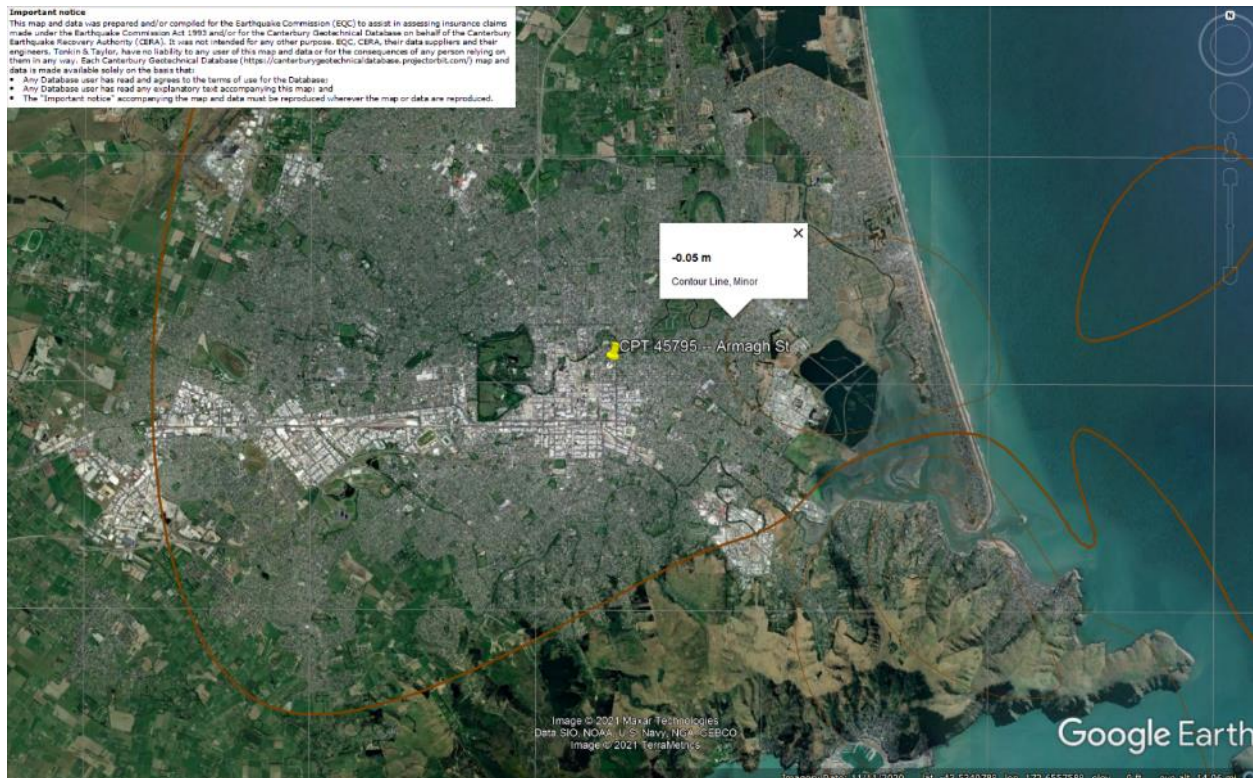 Important notice
This map and data was prepared and/or compiled for the Earthquake Commission (EQC) to assist in assessing insurance claims
made under the Earthquake Commission Act 1993 and/or for the Canterbury Geotechnical Database on behalf of the Canterbury
Earthquake Recovery Authority (CERA). It was not intended for any other purpose. EQC, CERA, their data suppliers and their
engineers, Tonkin & Taylor, have no liability to any user of this map and data or for the consequences of any person relying on
them in any way. Each Canterbury Geotechnical Database (https://canterburygeotechnicaldatabase.projectorbit.com/) map and
data is made available solely on the basis that:
• Any Database user has read and agrees to the terms of use for the Database;
• Any Database user has read any explanatory text accompanying this map; and
• The "Important notice" accompanying the map and data must be reproduced wherever the map or data are reproduced.
N
-0.05 m
Contour Line, Minor
CPT 45795 -- Armagh St
Image © 2021 Maxar Technologies
Data SIO, NOAA, U.S. Navy, NGA, GEBCO
Image © 2021 TerraMetrics
Google Earth
Imagery Date: 11/11/2020